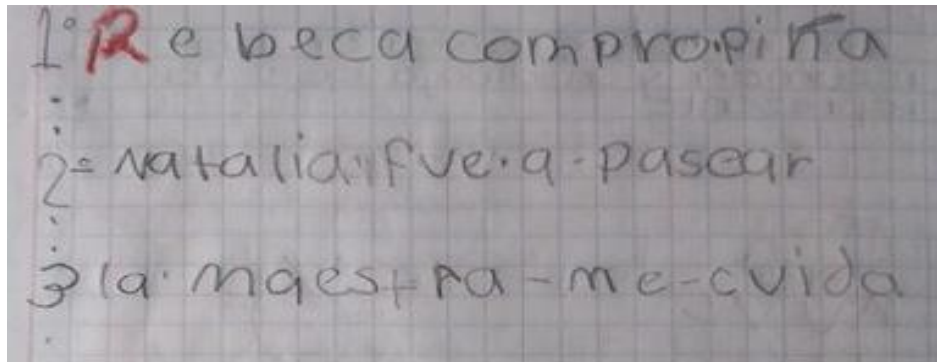 1° Rebeca compro.piña
2= Natalia.fue.a.pasear
3 la.maestra-me-cuida